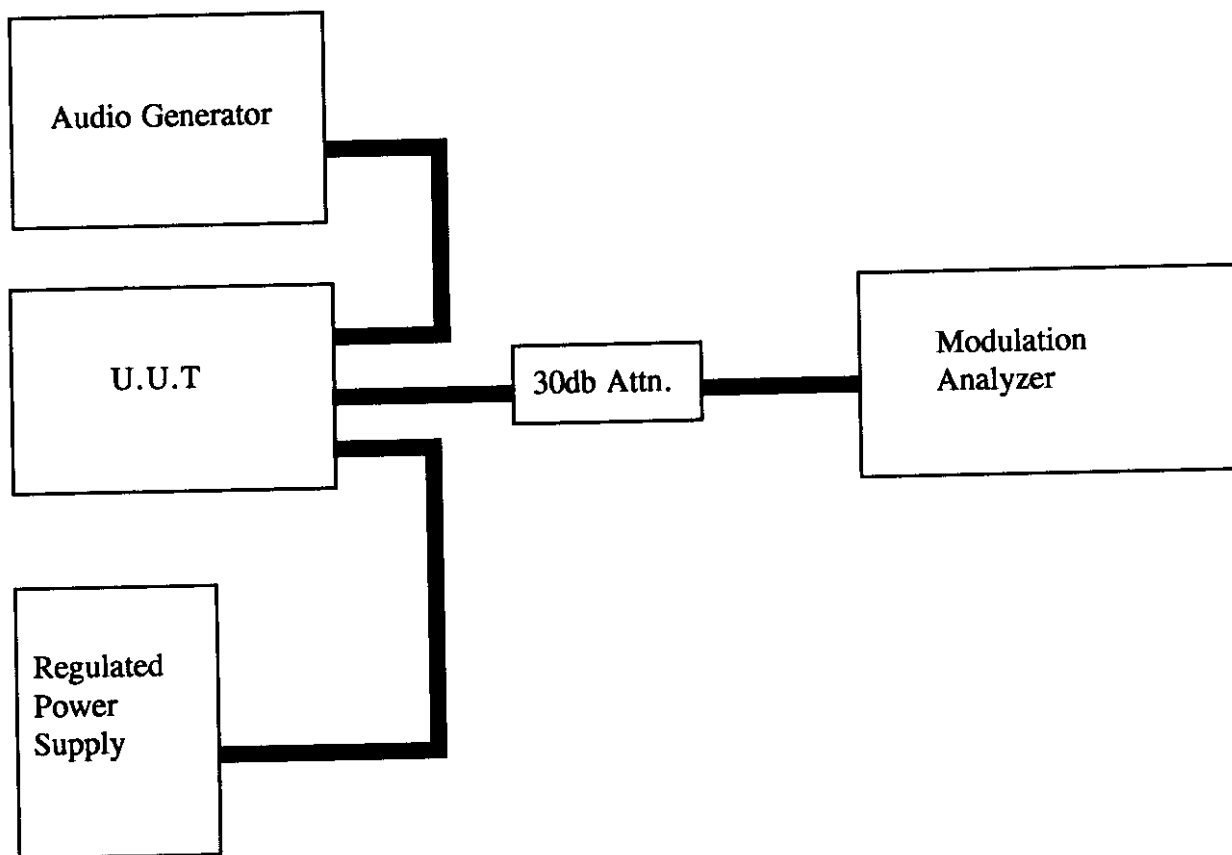 Audio Generator
U.U.T
30db Attn.
Modulation
Analyzer
Regulated
Power
Supply